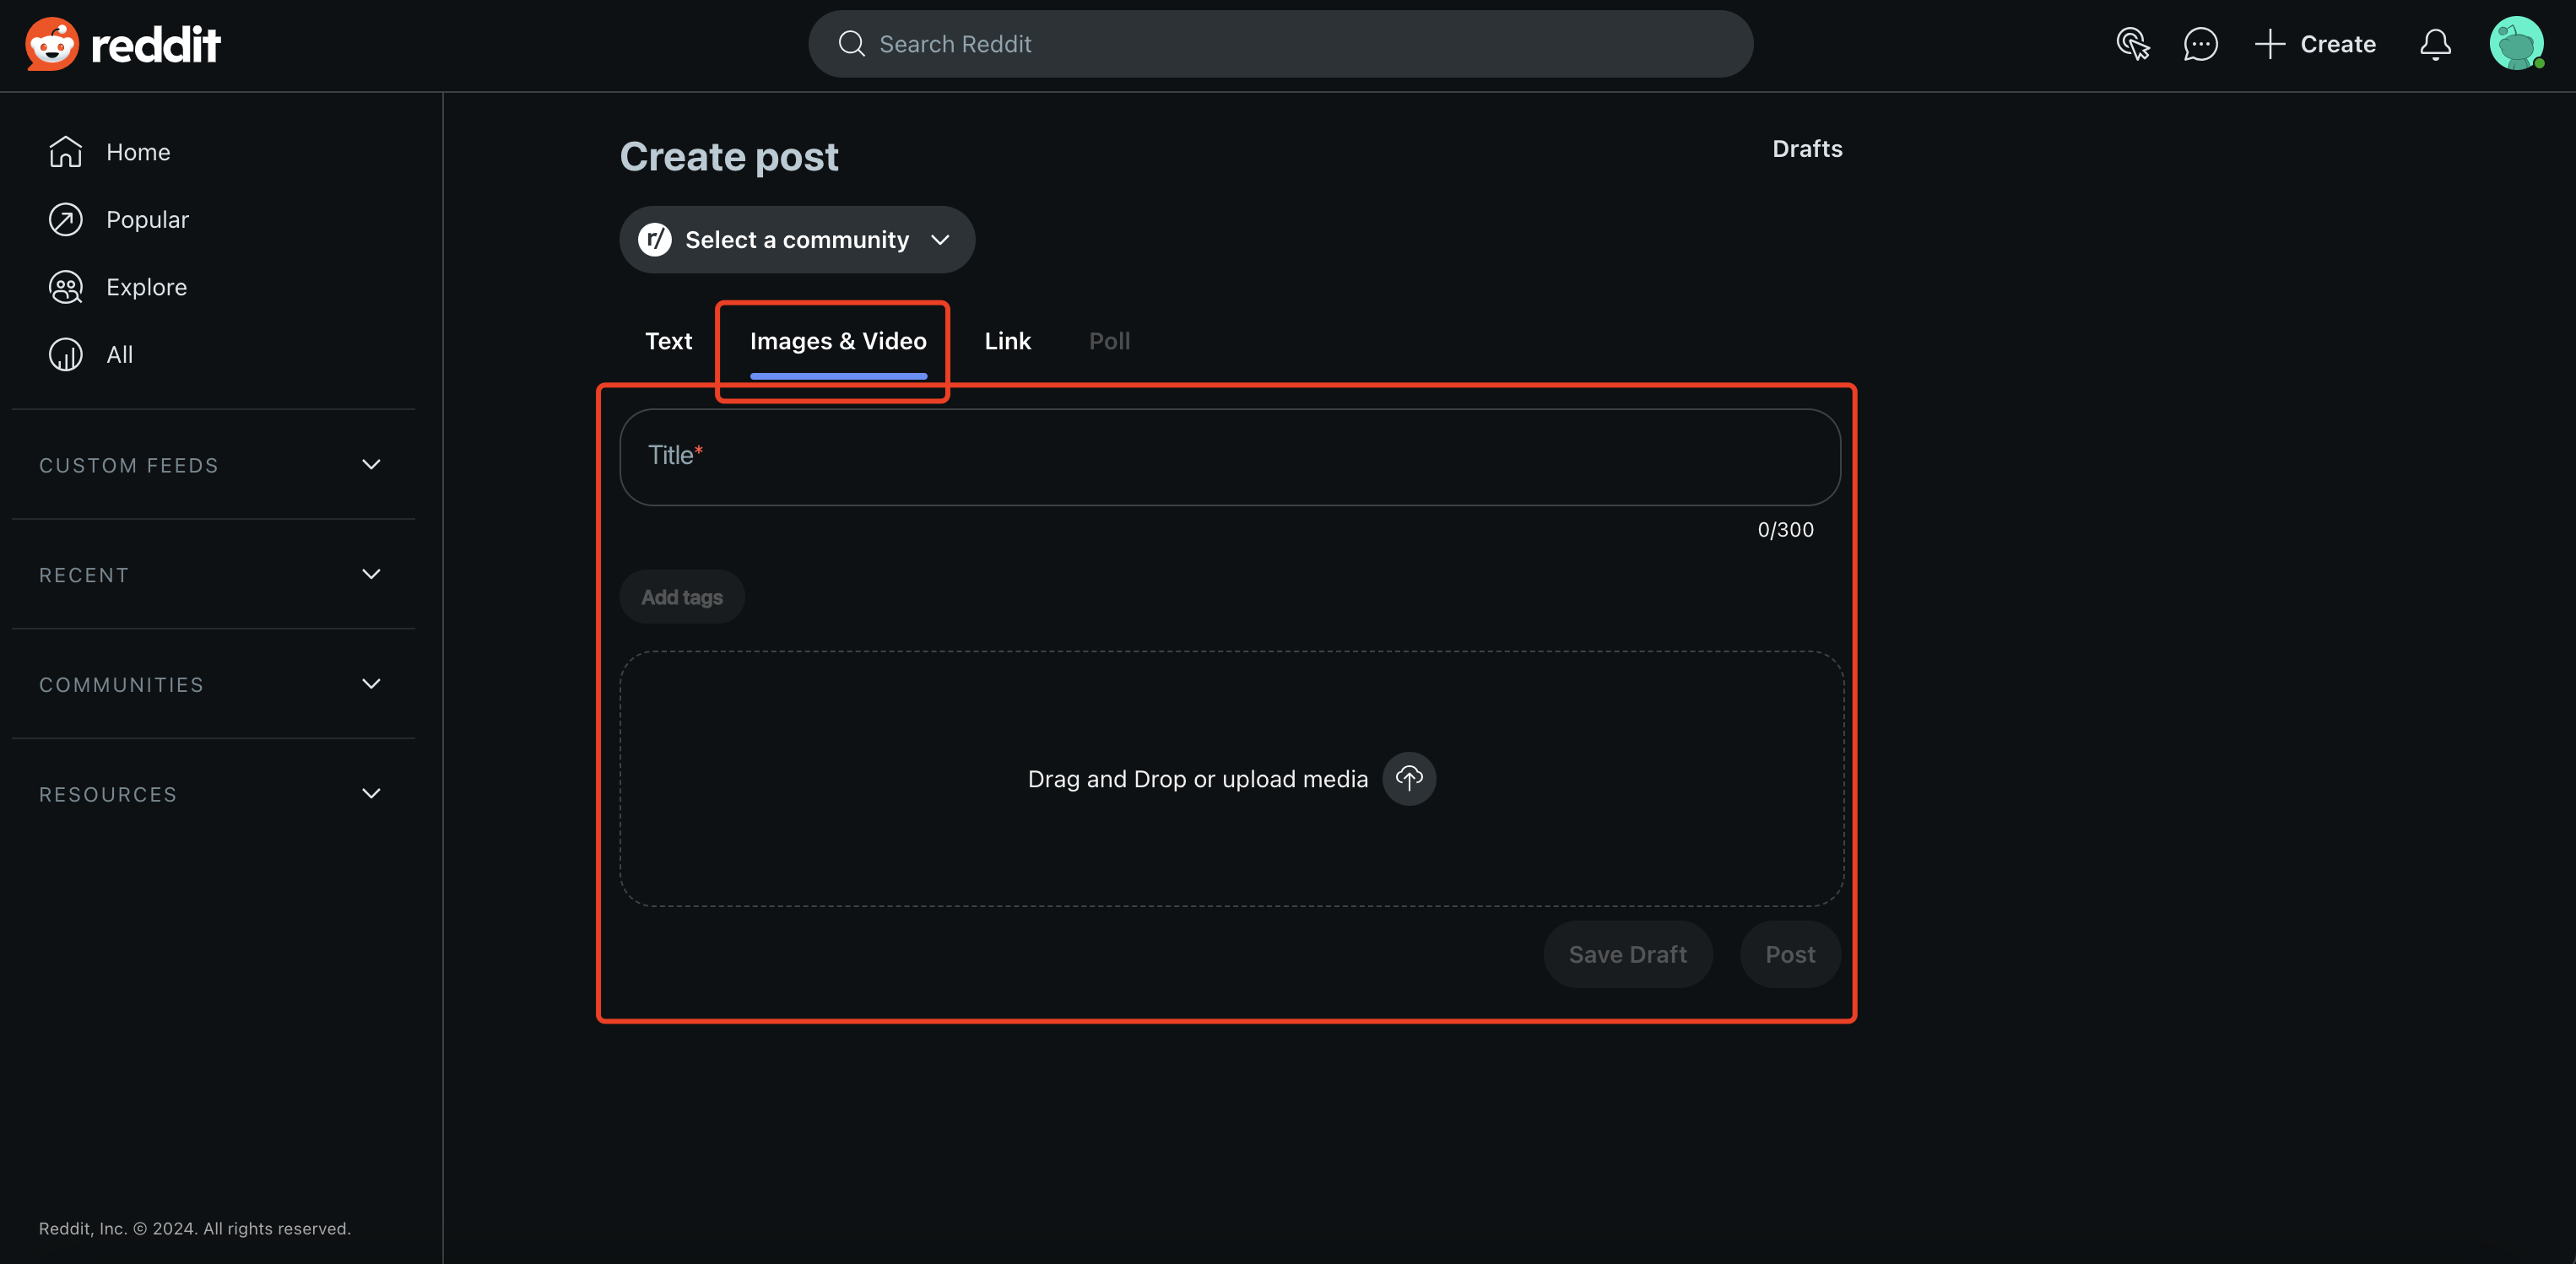 reddit
Search Reddit
Create
Home
Popular
Explore
All
CUSTOM FEEDS
RECENT
COMMUNITIES
RESOURCES
Reddit, Inc. © 2024. All rights reserved.
Create post
Drafts
r/ Select a community
Text Images & Video Link Poll
Title*
0/300
Add tags
Drag and Drop or upload media
Save Draft Post